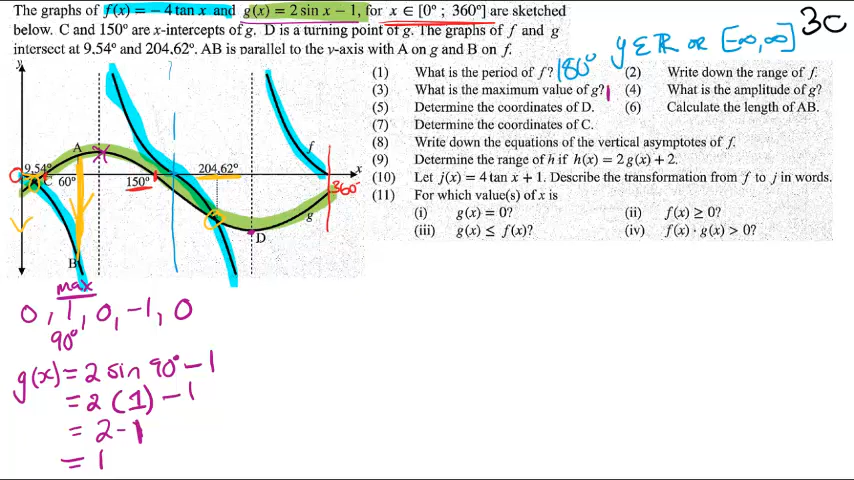 The graphs of f(x) = − 4 tan x and g(x) = 2 sin x − 1, for x ∈ [0° ; 360°] are sketched
below. C and 150° are x-intercepts of g. D is a turning point of g. The graphs of f and g
intersect at 9,54° and 204,62°. AB is parallel to the y-axis with A on g and B on f.
y ∈ ℝ or [-∞, ∞]
3C
(1) What is the period of f? 180°
(2) Write down the range of f.
(3) What is the maximum value of g? 1
(4) What is the amplitude of g?
(5) Determine the coordinates of D.
(6) Calculate the length of AB.
(7) Determine the coordinates of C.
(8) Write down the equations of the vertical asymptotes of f.
(9) Determine the range of h if h(x) = 2 g(x) + 2.
(10) Let j(x) = 4 tan x + 1. Describe the transformation from f to j in words.
(11) For which value(s) of x is
(i) g(x) = 0?
(ii) f(x) ≥ 0?
(iii) g(x) ≤ f(x)?
(iv) f(x) · g(x) > 0?
y
A
f
9,54°
204,62°
x
C
60°
150°
360°
g
D
B
max
0, 1, 0, -1, 0
90°
g(x) = 2 sin 90° - 1
= 2 (1) - 1
= 2 - 1
= 1